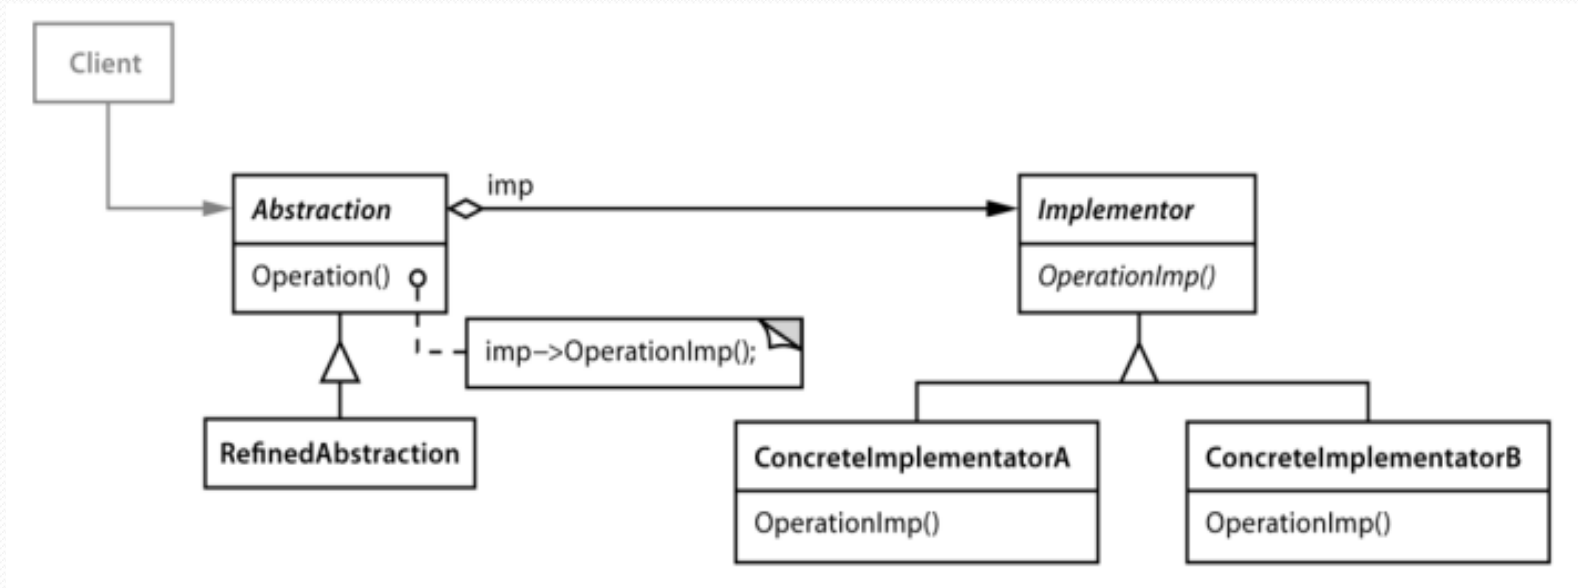 Client
imp
Abstraction
Implementor
Operation()
OperationImp()
imp–>OperationImp();
RefinedAbstraction
ConcreteImplementatorA
ConcreteImplementatorB
OperationImp()
OperationImp()